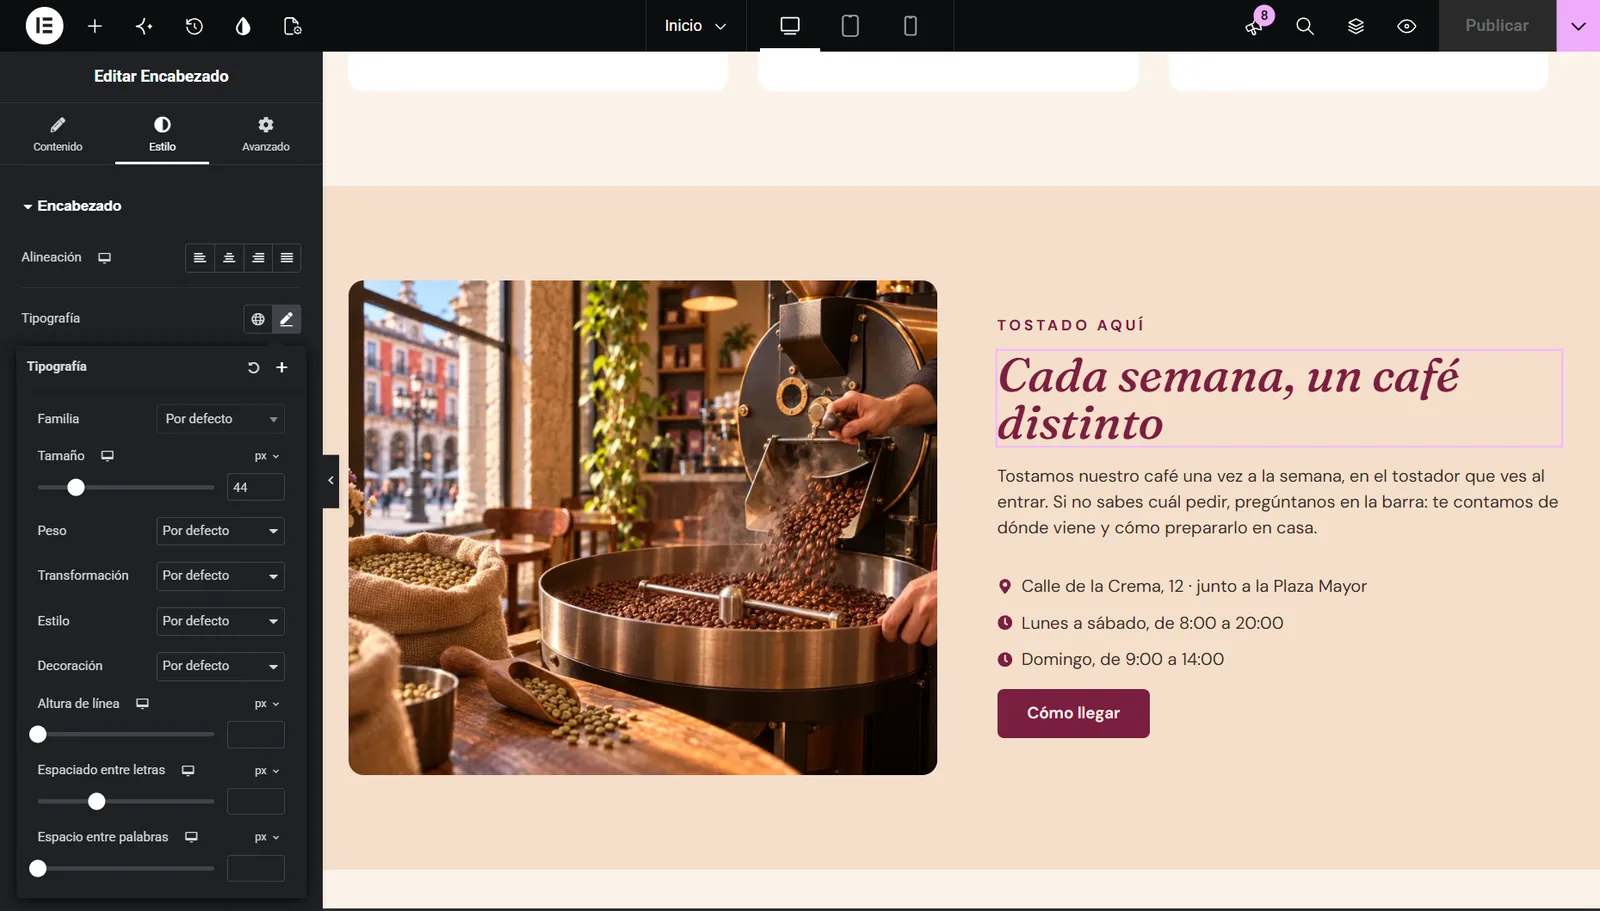 Inicio
8
Publicar
Editar Encabezado
Contenido
Estilo
Avanzado
Encabezado
Alineación
Tipografía
Tipografía
Familia
Por defecto
Tamaño
px
44
Peso
Por defecto
Transformación
Por defecto
Estilo
Por defecto
Decoración
Por defecto
Altura de línea
px
Espaciado entre letras
px
Espacio entre palabras
px
TOSTADO AQUÍ
Cada semana, un café
distinto
Tostamos nuestro café una vez a la semana, en el tostador que ves al
entrar. Si no sabes cuál pedir, pregúntanos en la barra: te contamos de
dónde viene y cómo prepararlo en casa.
Calle de la Crema, 12 · junto a la Plaza Mayor
Lunes a sábado, de 8:00 a 20:00
Domingo, de 9:00 a 14:00
Cómo llegar